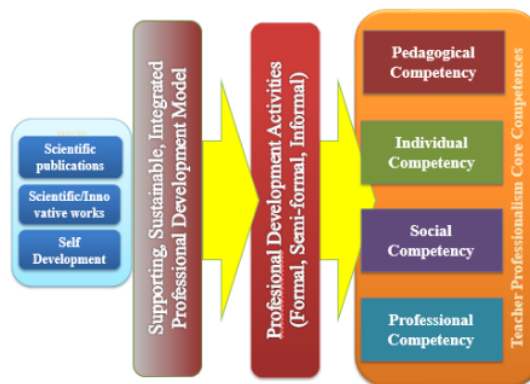 Scientific
publications
Scientific/Inno
vative works
Self
Development
Supporting, Sustainable, Integrated
Professional Development Model
Profesional Development Activities
(Formal, Semi-formal, Informal)
Pedagogical
Competency
Individual
Competency
Social
Competency
Professional
Competency
Teacher Professionalism Core Competences